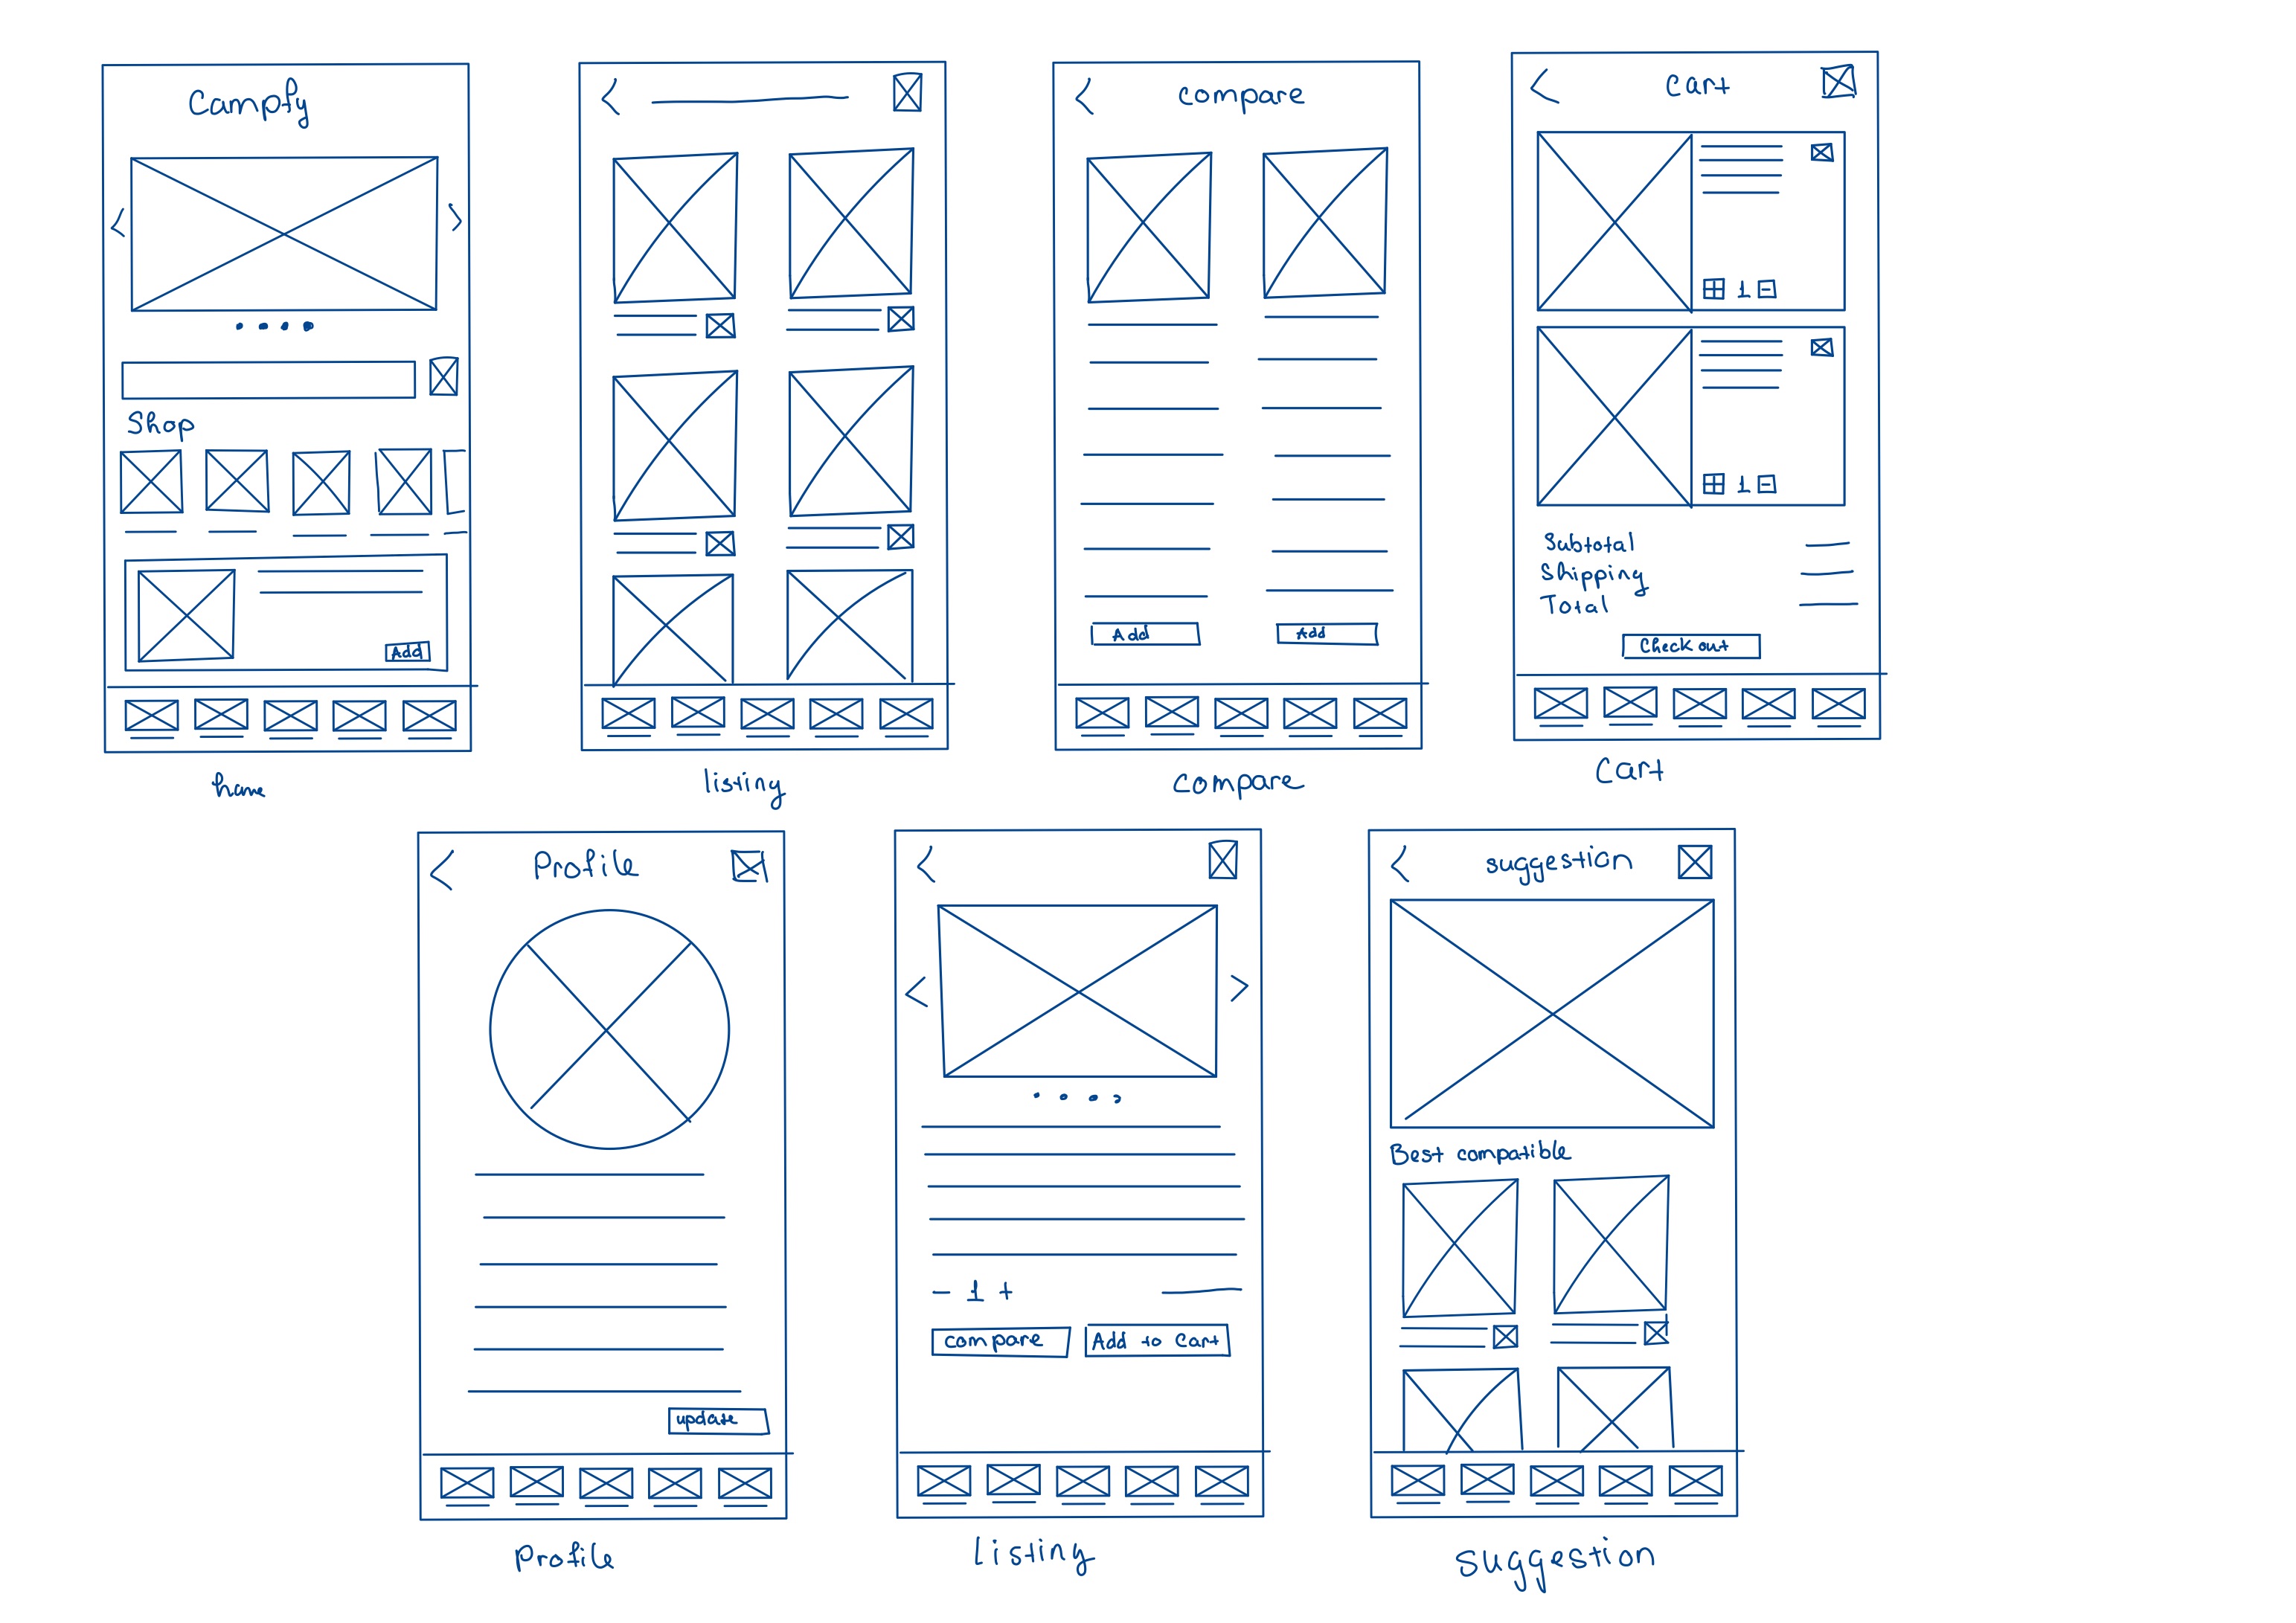 Campfy
Shop
Add
home
listing
compare
Add
Add
compare
Cart
1
1
Subtotal
Shipping
Total
Check out
Cart
Profile
update
Profile
- 1 +
compare
Add to Cart
Listing
suggestion
Best compatible
suggestion